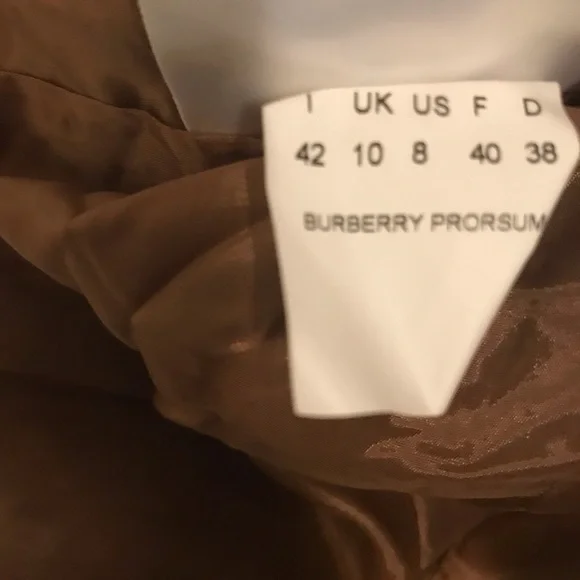 I UK US F D
42 10 8 40 38
BURBERRY PRORSUM